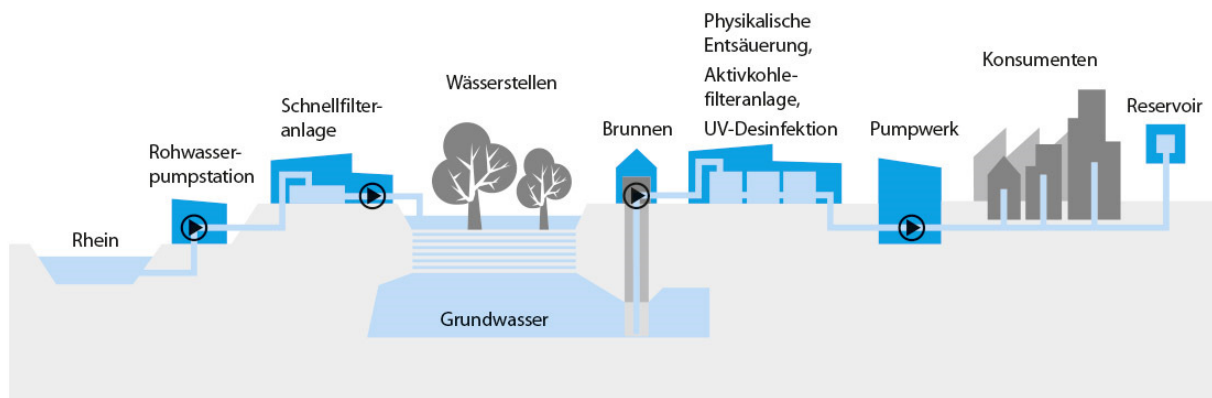 Rhein
Rohwasser-
pumpstation
Schnellfilter-
anlage
Wässerstellen
Grundwasser
Brunnen
Physikalische
Entsäuerung,
Aktivkohle-
filteranlage,
UV-Desinfektion
Pumpwerk
Konsumenten
Reservoir